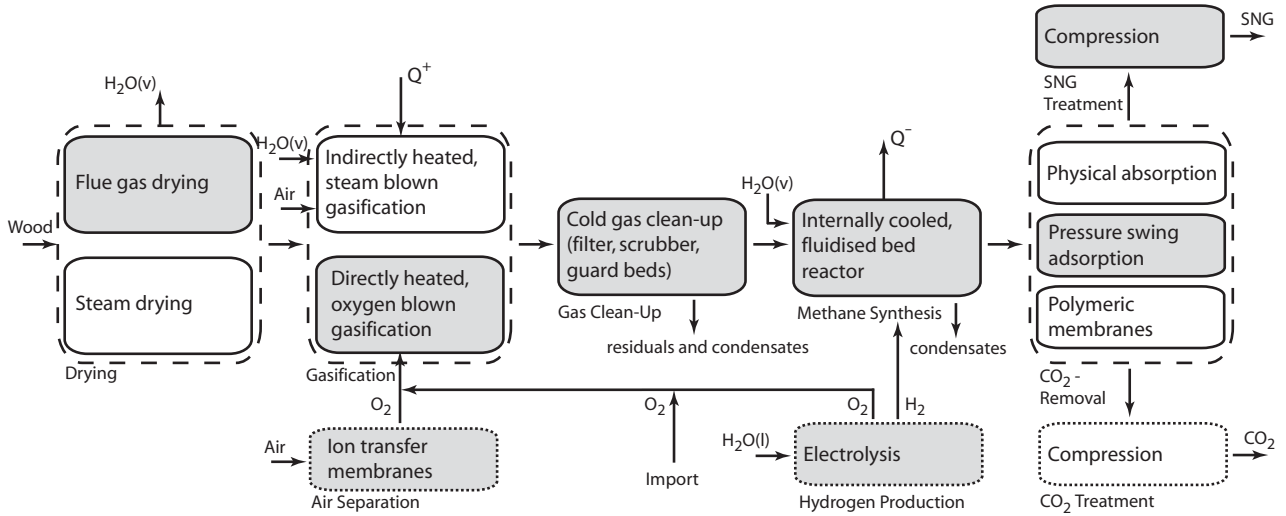 Compression
SNG
SNG
Treatment
H₂O(v)
Q⁺
Flue gas drying
H₂O(v)
Indirectly heated,
steam blown
gasification
Air
Q⁻
H₂O(v)
Physical absorption
Wood
Cold gas clean-up
(filter, scrubber,
guard beds)
Internally cooled,
fluidised bed
reactor
Pressure swing
adsorption
Steam drying
Directly heated,
oxygen blown
gasification
Polymeric
membranes
Gas Clean-Up
Methane Synthesis
residuals and condensates
condensates
Drying
Gasification
CO₂ -
Removal
O₂
O₂
O₂
H₂
Air
Ion transfer
membranes
H₂O(l)
Electrolysis
Compression
CO₂
Import
Air Separation
Hydrogen Production
CO₂ Treatment